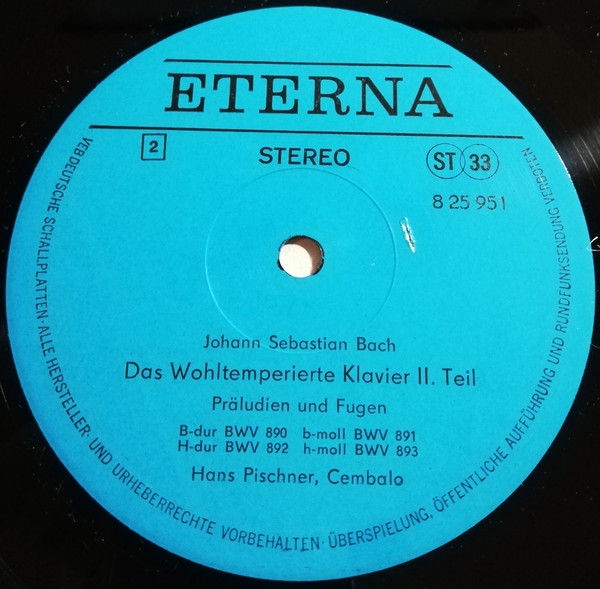 ETERNA
2
STEREO
ST 33
8 25 951
Johann Sebastian Bach
Das Wohltemperierte Klavier II. Teil
Präludien und Fugen
B-dur BWV 890 b-moll BWV 891
H-dur BWV 892 h-moll BWV 893
Hans Pischner, Cembalo
VEB DEUTSCHE SCHALLPLATTEN · ALLE HERSTELLER- UND URHEBERRECHTE VORBEHALTEN · ÜBERSPIELUNG, ÖFFENTLICHE AUFFÜHRUNG UND RUNDFUNKSENDUNG VERBOTEN